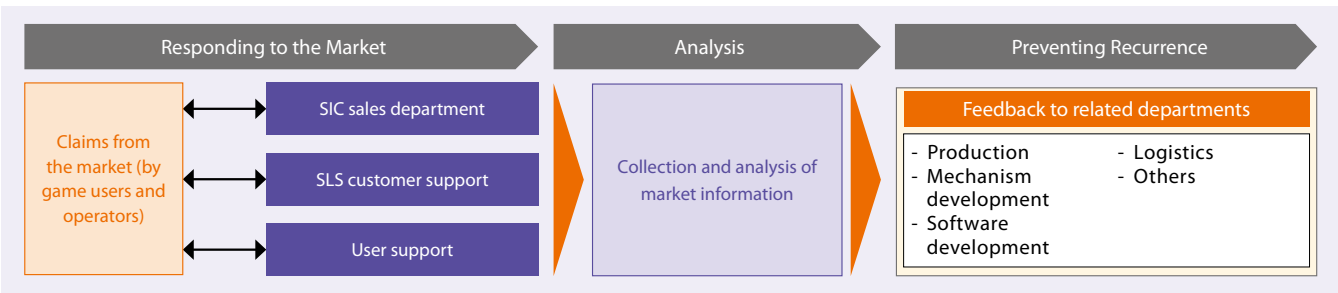 Responding to the Market
Analysis
Preventing Recurrence
Claims from
the market (by
game users and
operators)
SIC sales department
SLS customer support
User support
Collection and analysis of
market information
Feedback to related departments
- Production
- Mechanism
development
- Software
development
- Logistics
- Others